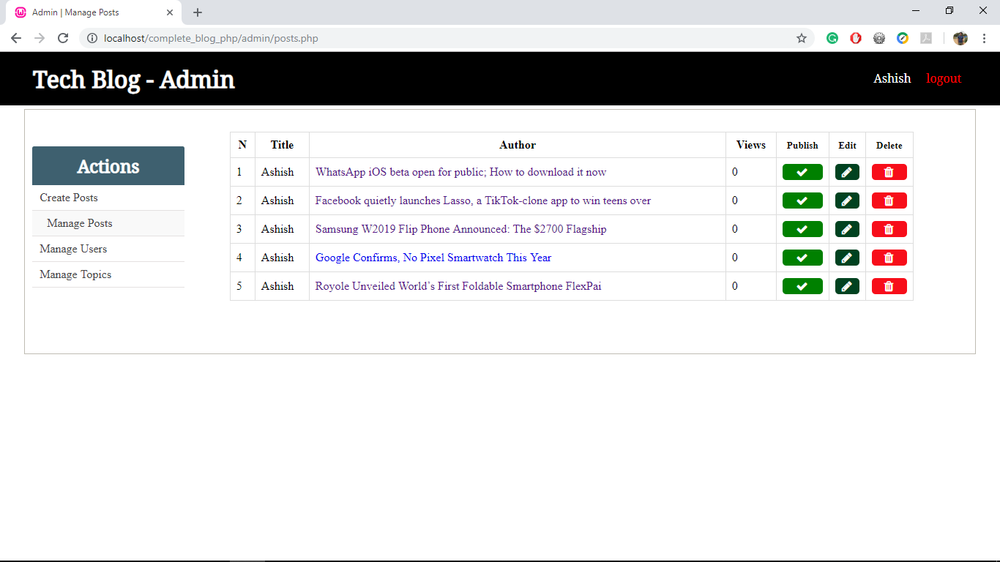 Admin | Manage Posts
localhost/complete_blog_php/admin/posts.php
Tech Blog - Admin
Ashish logout
Actions
Create Posts
Manage Posts
Manage Users
Manage Topics
N Title Author Views Publish Edit Delete
1 Ashish WhatsApp iOS beta open for public; How to download it now 0
2 Ashish Facebook quietly launches Lasso, a TikTok-clone app to win teens over 0
3 Ashish Samsung W2019 Flip Phone Announced: The $2700 Flagship 0
4 Ashish Google Confirms, No Pixel Smartwatch This Year 0
5 Ashish Royole Unveiled World’s First Foldable Smartphone FlexPai 0